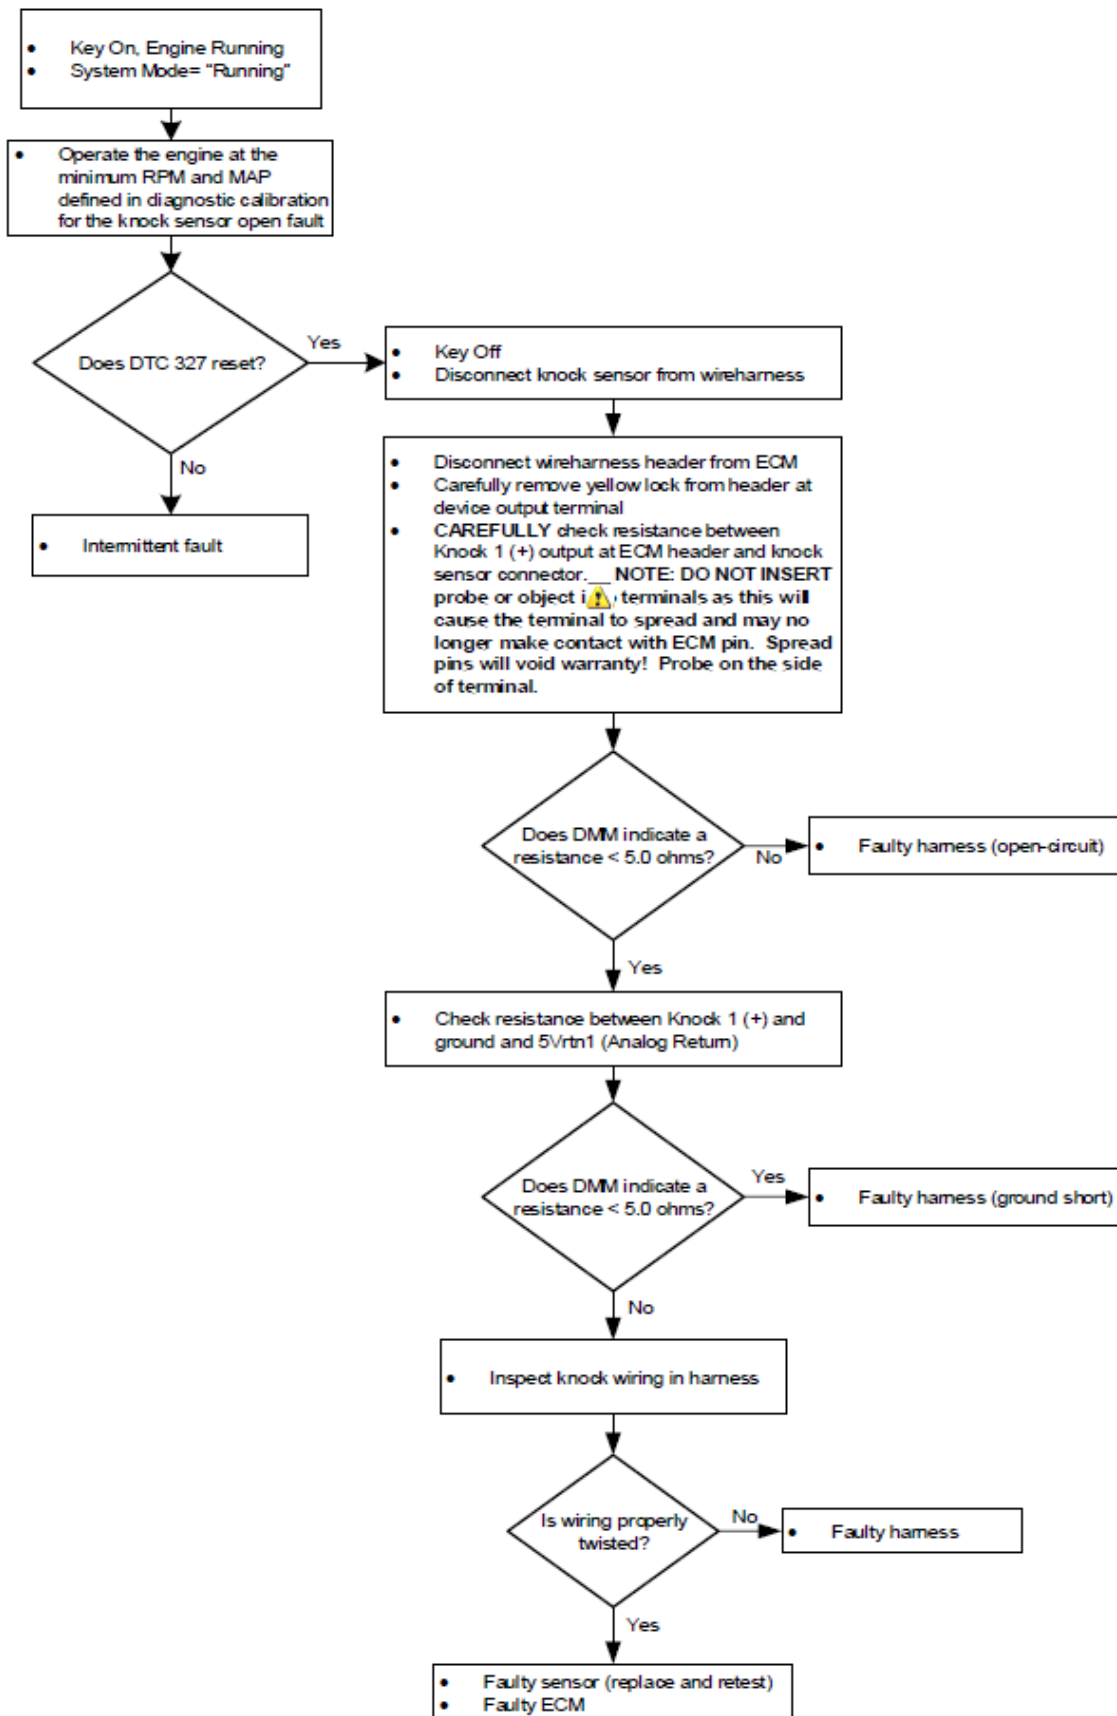 • Key On, Engine Running
• System Mode= "Running"
• Operate the engine at the
minimum RPM and MAP
defined in diagnostic calibration
for the knock sensor open fault
Does DTC 327 reset?
Yes
• Key Off
• Disconnect knock sensor from wireharness
No
• Intermittent fault
• Disconnect wireharness header from ECM
• Carefully remove yellow lock from header at
device output terminal
• CAREFULLY check resistance between
Knock 1 (+) output at ECM header and knock
sensor connector.__ NOTE: DO NOT INSERT
probe or object terminals as this will
cause the terminal to spread and may no
longer make contact with ECM pin. Spread
pins will void warranty! Probe on the side
of terminal.
Does DMM indicate a
resistance < 5.0 ohms?
No
• Faulty harness (open-circuit)
Yes
• Check resistance between Knock 1 (+) and
ground and 5Vrtn1 (Analog Return)
Does DMM indicate a
resistance < 5.0 ohms?
Yes
• Faulty harness (ground short)
No
• Inspect knock wiring in harness
Is wiring properly
twisted?
No
• Faulty harness
Yes
• Faulty sensor (replace and retest)
• Faulty ECM